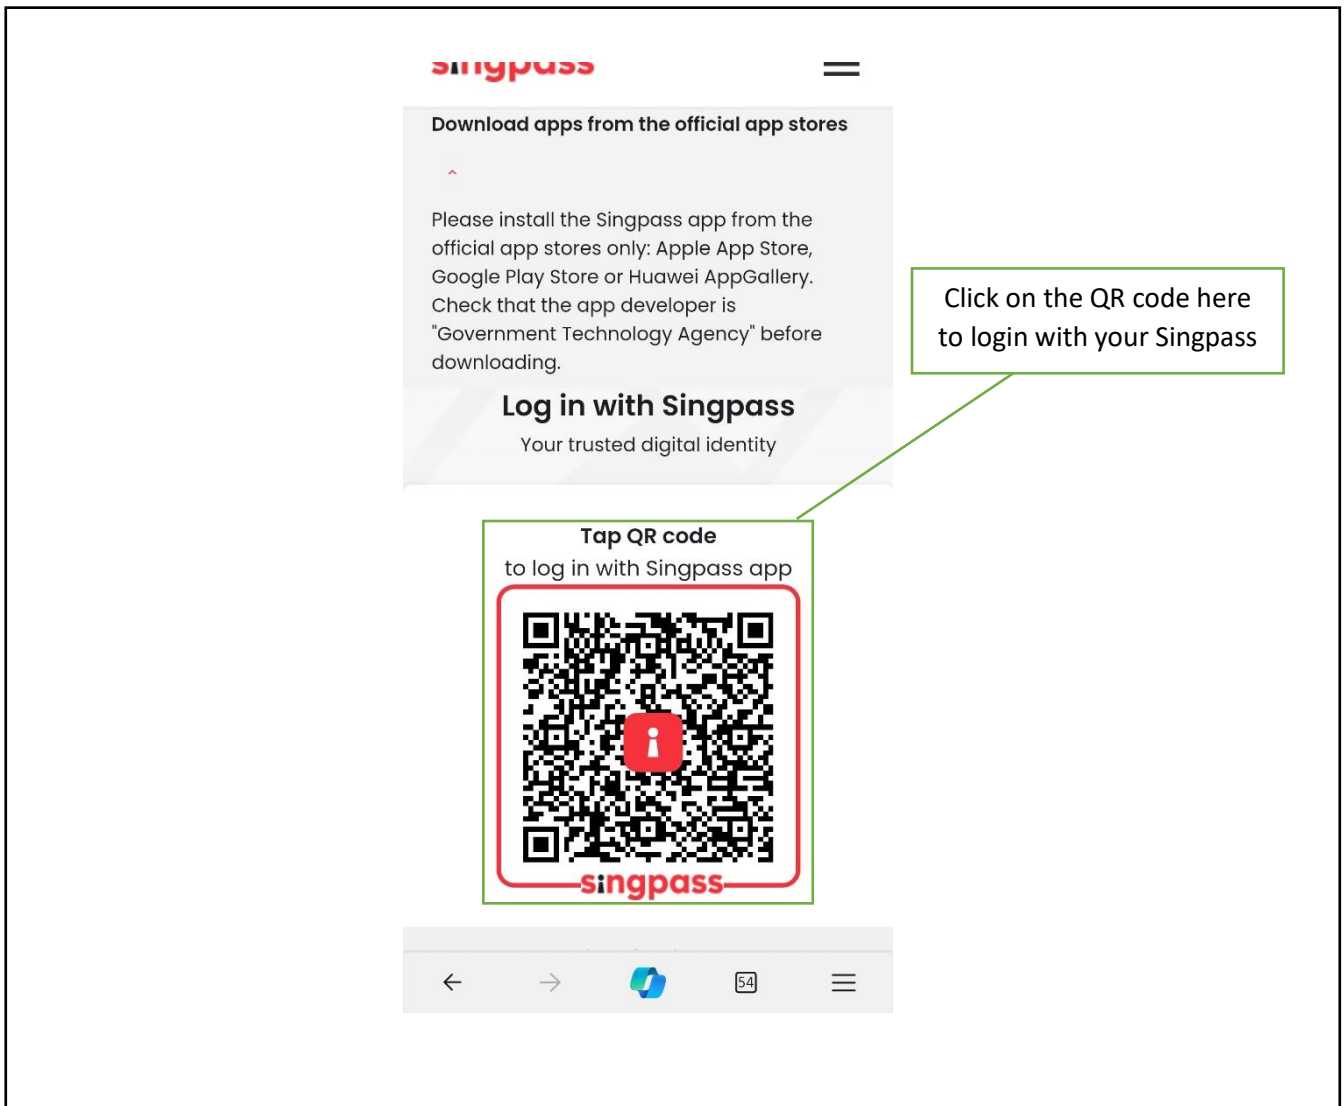 singpass
Download apps from the official app stores
Please install the Singpass app from the
official app stores only: Apple App Store,
Google Play Store or Huawei AppGallery.
Check that the app developer is
"Government Technology Agency" before
downloading.
Click on the QR code here
to login with your Singpass
Log in with Singpass
Your trusted digital identity
Tap QR code
to log in with Singpass app
singpass
54